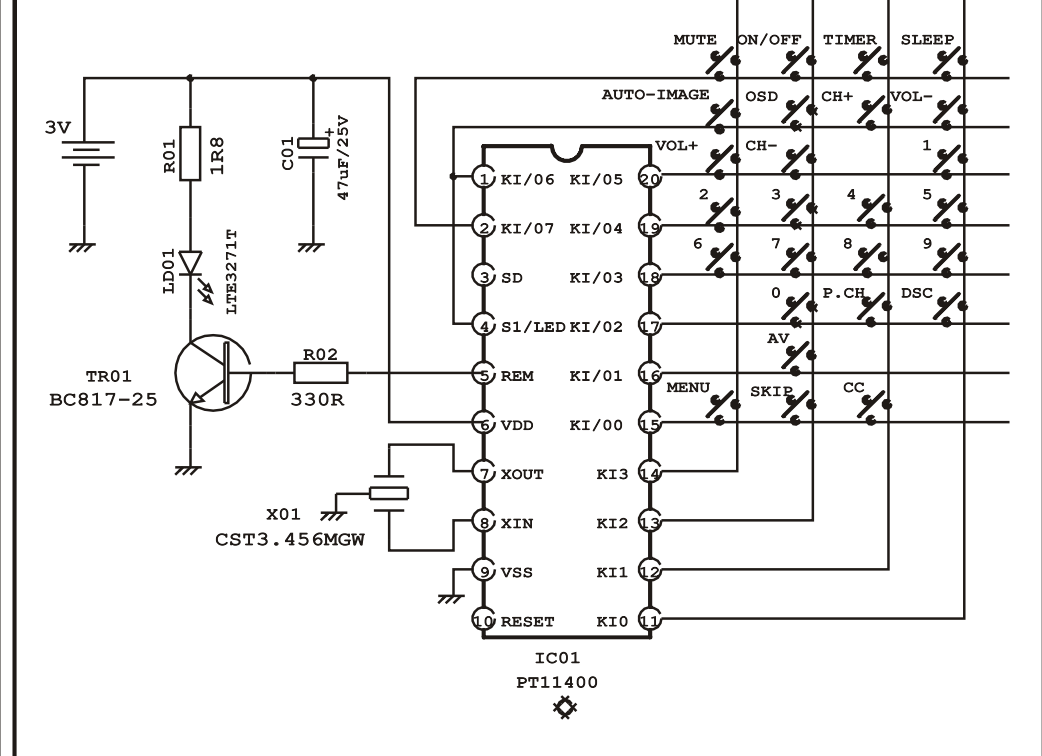 MUTE ON/OFF TIMER SLEEP
AUTO-IMAGE OSD CH+ VOL-
3V
R01
1R8
C01
+
47uF/25V
VOL+ CH- 1
1 KI/06 KI/05 20
2 3 4 5
2 KI/07 KI/04 19
LD01
LTE3271T
6 7 8 9
3 SD KI/03 18
0 P.CH DSC
4 S1/LED KI/02 17
AV
R02
TR01
BC817-25
330R
5 REM KI/01 16
MENU SKIP CC
6 VDD KI/00 15
7 XOUT KI3 14
X01
CST3.456MGW
8 XIN KI2 13
9 VSS KI1 12
10 RESET KI0 11
IC01
PT11400